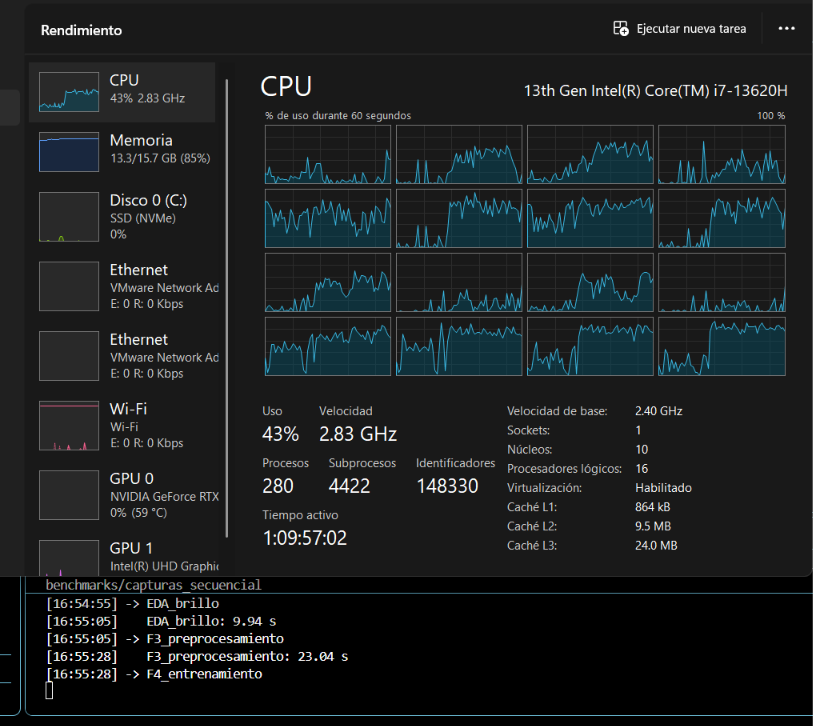 Rendimiento
Ejecutar nueva tarea
CPU
43% 2.83 GHz
Memoria
13.3/15.7 GB (85%)
Disco 0 (C:)
SSD (NVMe)
0%
Ethernet
VMware Network Ad
E: 0 R: 0 Kbps
Ethernet
VMware Network Ad
E: 0 R: 0 Kbps
Wi-Fi
Wi-Fi
E: 0 R: 0 Kbps
GPU 0
NVIDIA GeForce RTX
0% (59 °C)
GPU 1
Intel(R) UHD Graphi
CPU
13th Gen Intel(R) Core(TM) i7-13620H
% de uso durante 60 segundos
100 %
Uso
Velocidad
43%
2.83 GHz
Procesos
Subprocesos
Identificadores
280
4422
148330
Tiempo activo
1:09:57:02
Velocidad de base: 2.40 GHz
Sockets: 1
Núcleos: 10
Procesadores lógicos: 16
Virtualización: Habilitado
Caché L1: 864 kB
Caché L2: 9.5 MB
Caché L3: 24.0 MB
benchmarks/capturas_secuencial
[16:54:55] -> EDA_brillo
[16:55:05] EDA_brillo: 9.94 s
[16:55:05] -> F3_preprocesamiento
[16:55:28] F3_preprocesamiento: 23.04 s
[16:55:28] -> F4_entrenamiento